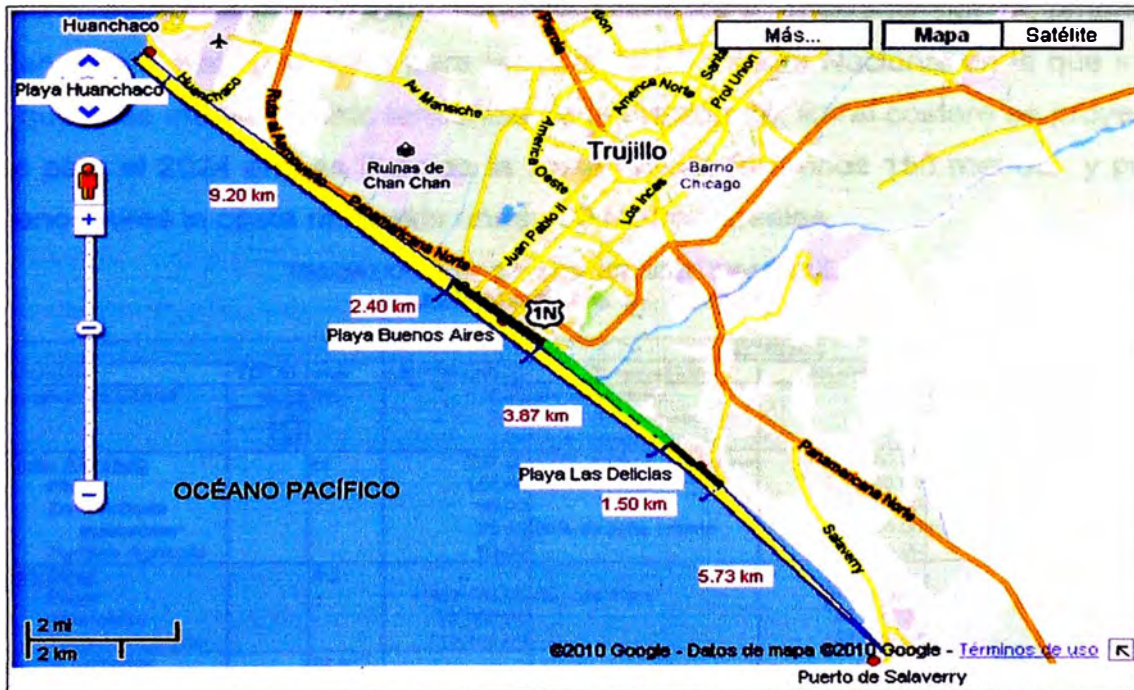 Huanchaco
Playa Huanchaco
Huanchaco
Más...
Mapa
Satélite
Av Mansiche
America Norte
Prol Union
America Oeste
Trujillo
Ruinas de
Chan Chan
Barrio
Chicago
Los Incas
Juan Pablo II
Panamericana Norte
9.20 km
2.40 km
1N
Playa Buenos Aires
3.87 km
Playa Las Delicias
1.50 km
OCÉANO PACÍFICO
Panamericana Norte
Salaverry
5.73 km
2 mi
2 km
©2010 Google - Datos de mapa ©2010 Google - Términos de uso
Puerto de Salaverry